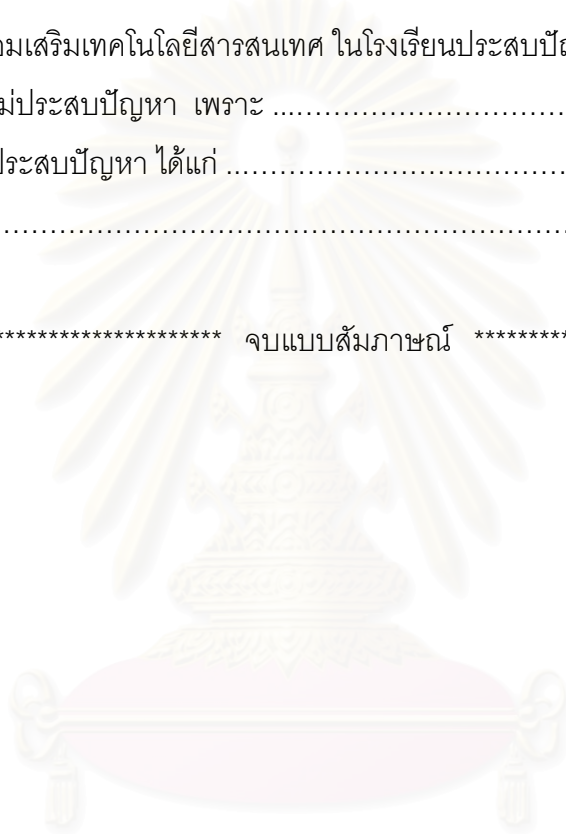 อมเสริมเทคโนโลยีสารสนเทศ ในโรงเรียนประสบปัญ
ม่ประสบปัญหา เพราะ ...……………………………
ประสบปัญหา ได้แก่ ...………………………………
………………………………………………………
********************* จบแบบสัมภาษณ์ *********